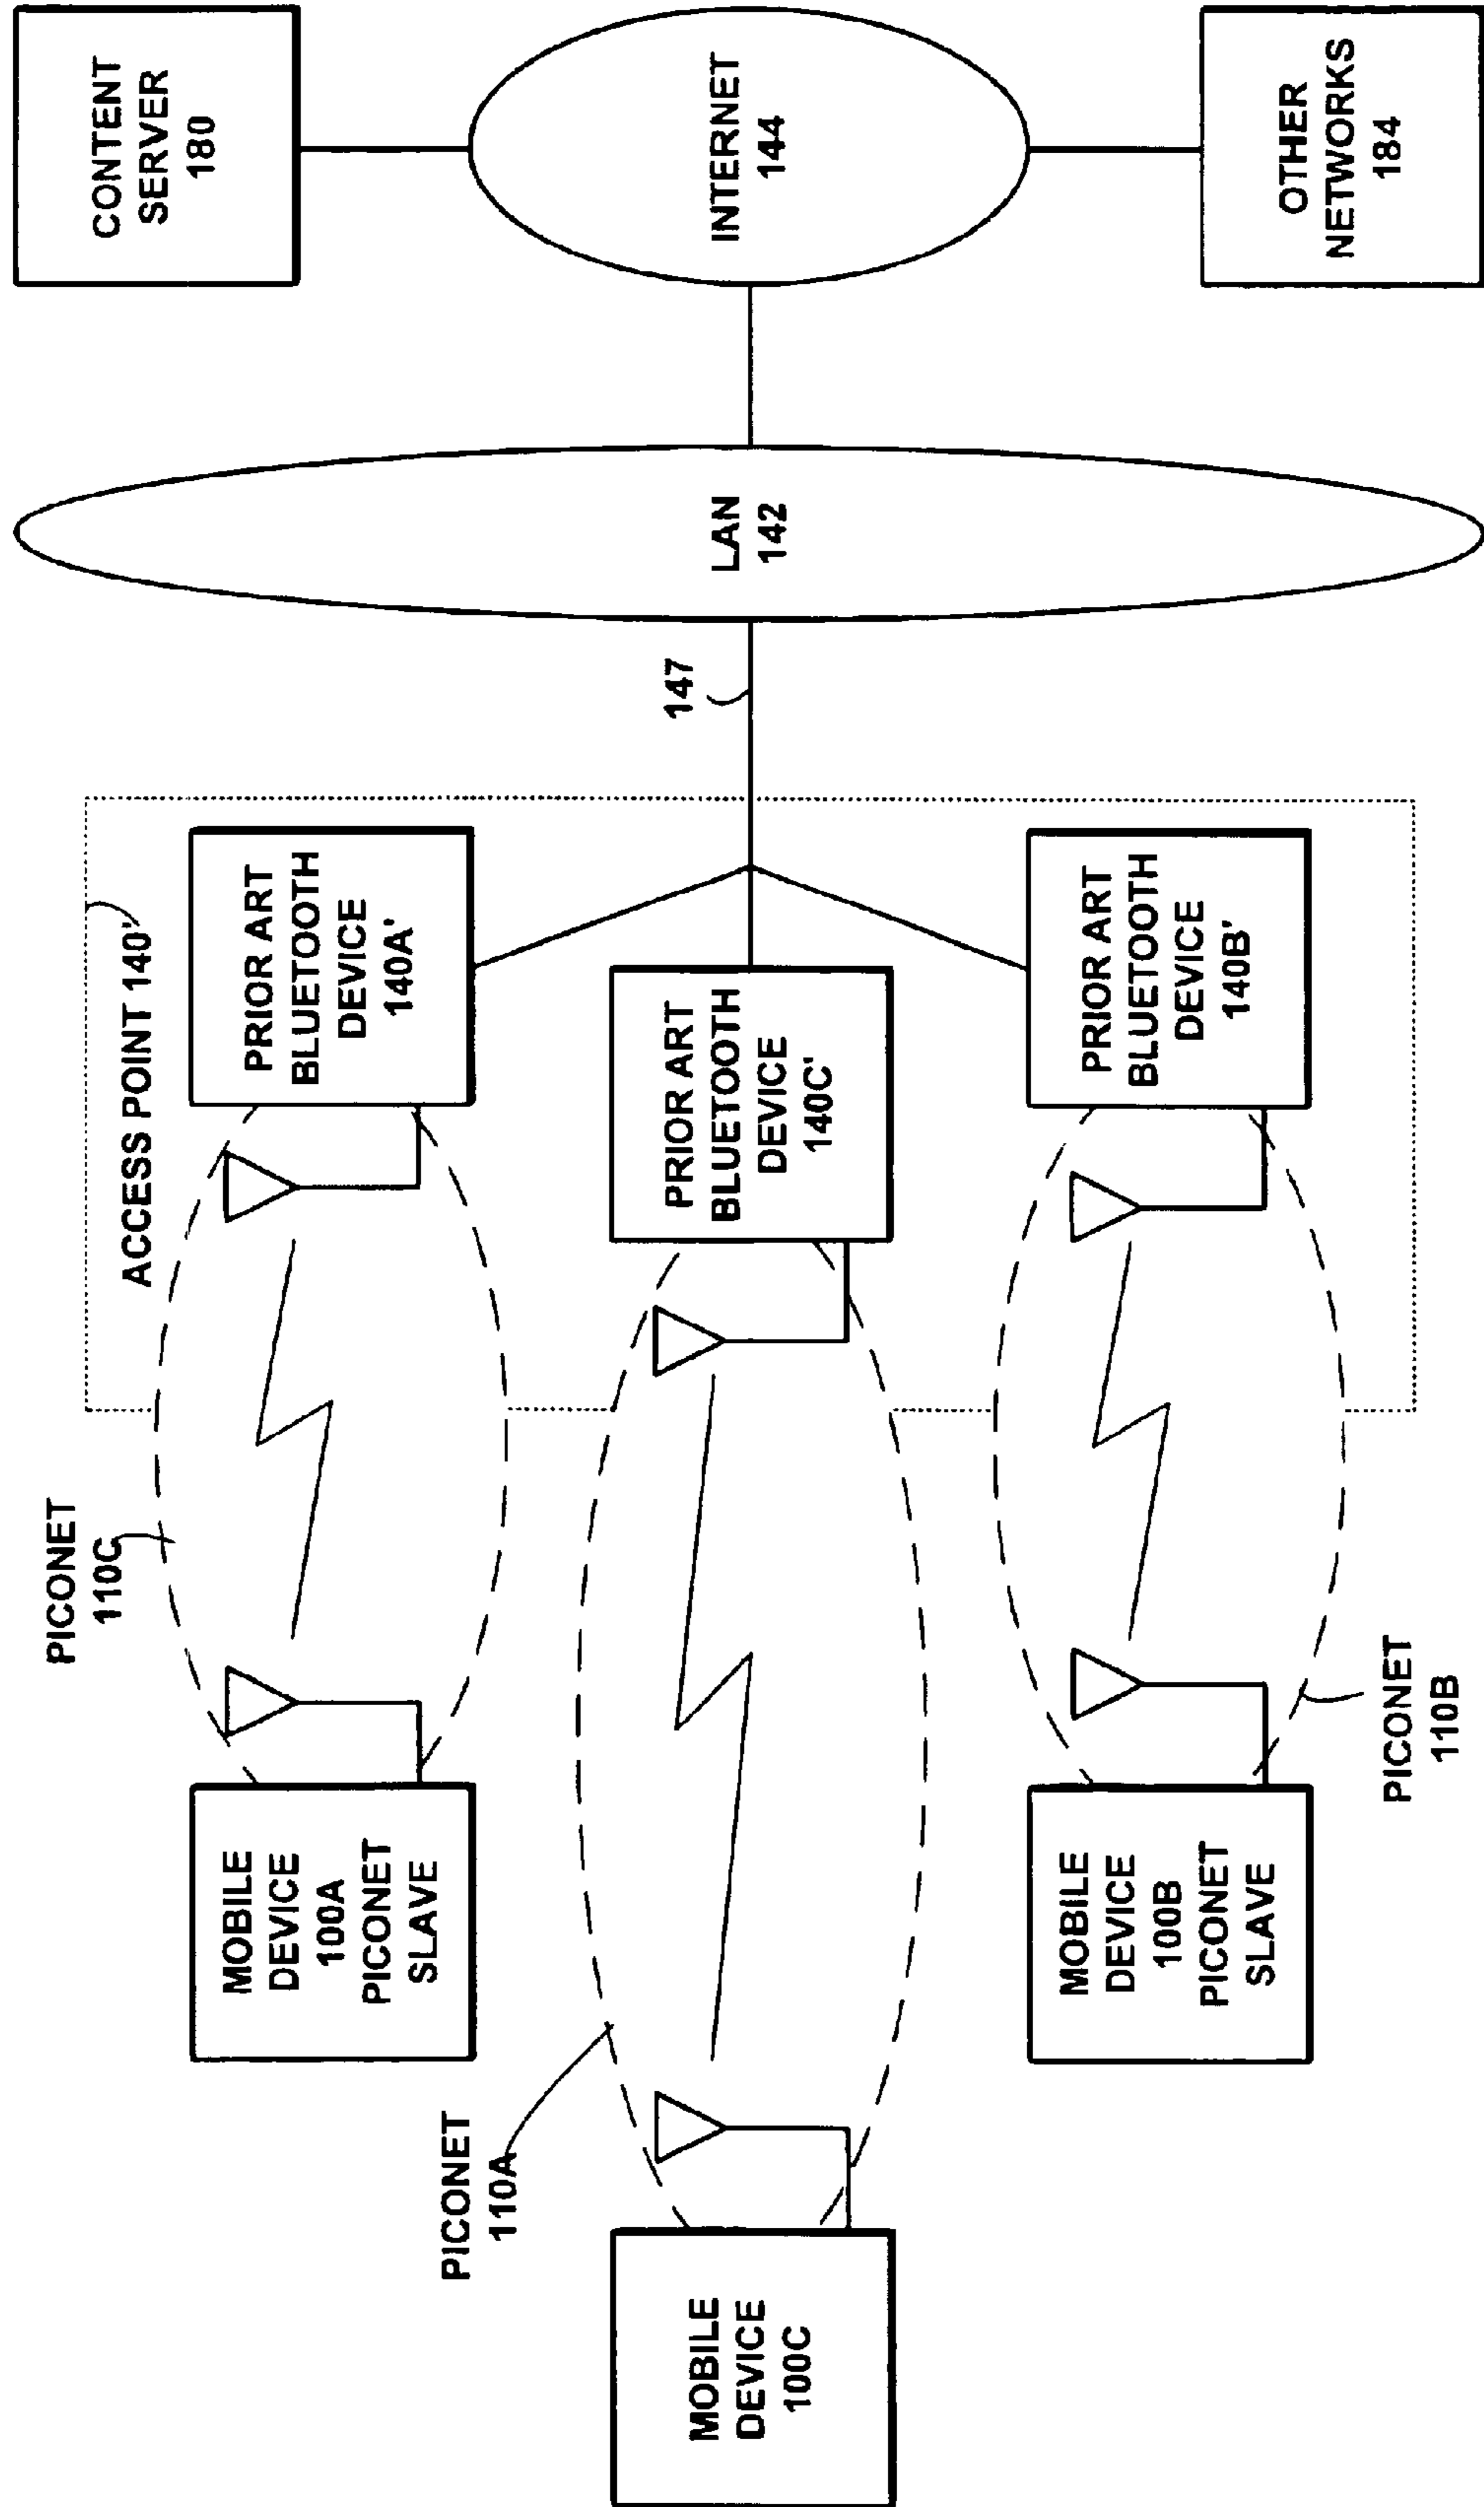 PICONET
110C
ACCESS POINT 140'
CONTENT
SERVER
180
MOBILE
DEVICE
100A
PICONET
SLAVE
PRIOR ART
BLUETOOTH
DEVICE
140A'
PICONET
110A
147
MOBILE
DEVICE
100C
PRIOR ART
BLUETOOTH
DEVICE
140C'
LAN
142
INTERNET
144
MOBILE
DEVICE
100B
PICONET
SLAVE
PRIOR ART
BLUETOOTH
DEVICE
140B'
OTHER
NETWORKS
184
PICONET
110B